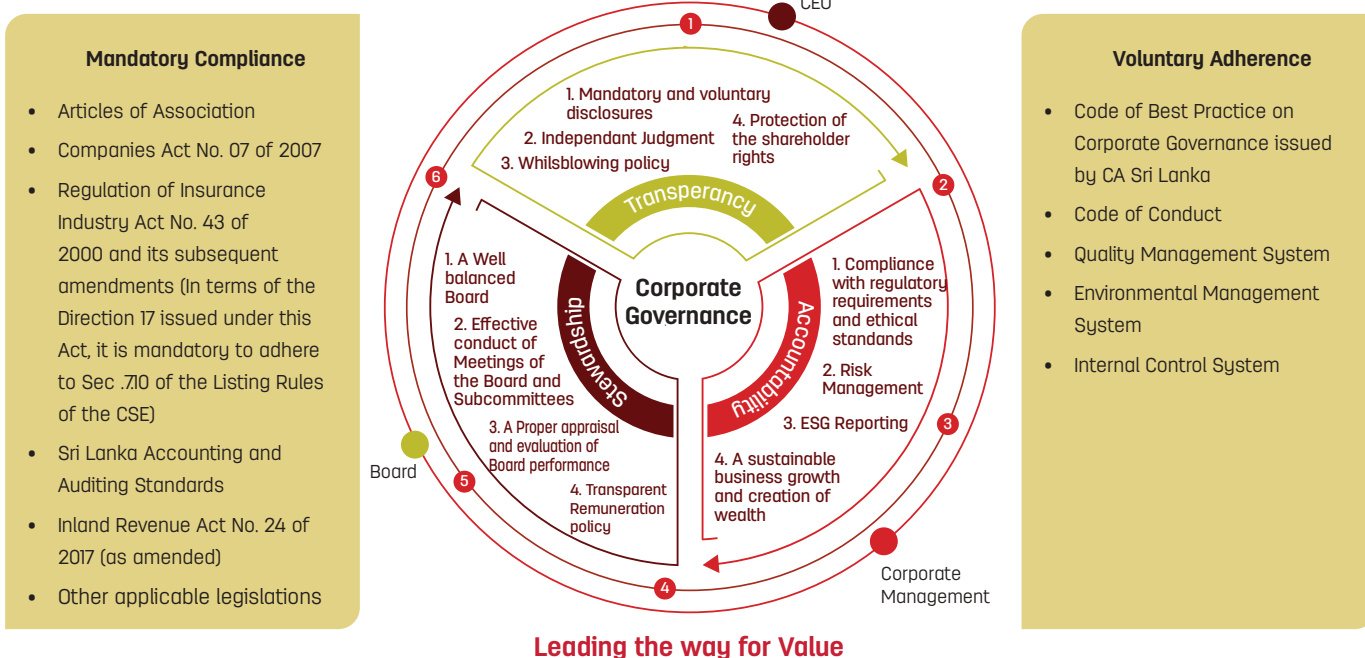 CEO
Mandatory Compliance
• Articles of Association
• Companies Act No. 07 of 2007
• Regulation of Insurance
Industry Act No. 43 of
2000 and its subsequent
amendments (In terms of the
Direction 17 issued under this
Act, it is mandatory to adhere
to Sec .7.10 of the Listing Rules
of the CSE)
• Sri Lanka Accounting and
Auditing Standards
• Inland Revenue Act No. 24 of
2017 (as amended)
• Other applicable legislations
1
2
3
4
5
6
1. Mandatory and voluntary
disclosures
2. Independant Judgment
3. Whilsblowing policy
4. Protection of
the shareholder
rights
Transperancy
Corporate
Governance
Accountability
1. Compliance
with regulatory
requirements
and ethical
standards
2. Risk
Management
3. ESG Reporting
4. A sustainable
business growth
and creation of
wealth
Stewardship
1. A Well
balanced
Board
2. Effective
conduct of
Meetings of
the Board and
Subcommittees
3. A Proper appraisal
and evaluation of
Board performance
4. Transparent
Remuneration
policy
Board
Corporate
Management
Leading the way for Value
Voluntary Adherence
• Code of Best Practice on
Corporate Governance issued
by CA Sri Lanka
• Code of Conduct
• Quality Management System
• Environmental Management
System
• Internal Control System